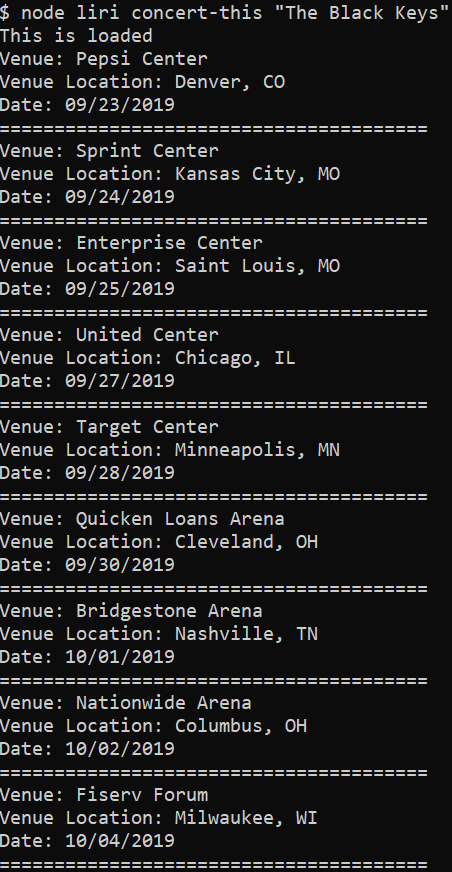 $ node liri concert-this "The Black Keys"
This is loaded
Venue: Pepsi Center
Venue Location: Denver, CO
Date: 09/23/2019
=======================================
Venue: Sprint Center
Venue Location: Kansas City, MO
Date: 09/24/2019
=======================================
Venue: Enterprise Center
Venue Location: Saint Louis, MO
Date: 09/25/2019
=======================================
Venue: United Center
Venue Location: Chicago, IL
Date: 09/27/2019
=======================================
Venue: Target Center
Venue Location: Minneapolis, MN
Date: 09/28/2019
=======================================
Venue: Quicken Loans Arena
Venue Location: Cleveland, OH
Date: 09/30/2019
=======================================
Venue: Bridgestone Arena
Venue Location: Nashville, TN
Date: 10/01/2019
=======================================
Venue: Nationwide Arena
Venue Location: Columbus, OH
Date: 10/02/2019
=======================================
Venue: Fiserv Forum
Venue Location: Milwaukee, WI
Date: 10/04/2019
=======================================